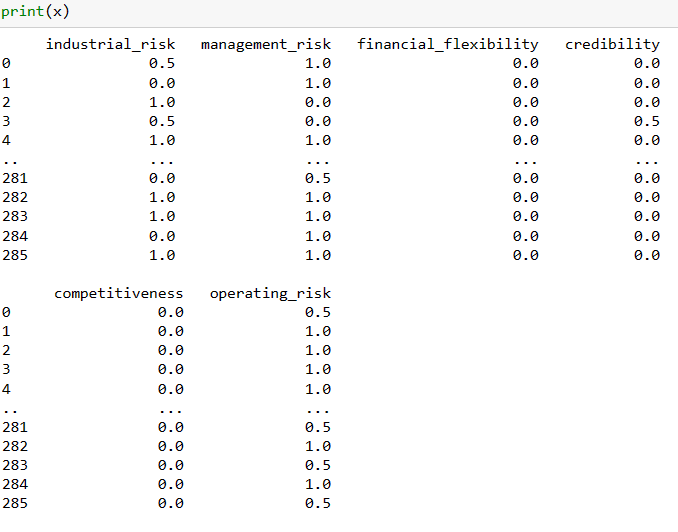 print(x)
industrial_risk management_risk financial_flexibility credibility
0 0.5 1.0 0.0 0.0
1 0.0 1.0 0.0 0.0
2 1.0 0.0 0.0 0.0
3 0.5 0.0 0.0 0.5
4 1.0 1.0 0.0 0.0
.. ... ... ... ...
281 0.0 0.5 0.0 0.0
282 1.0 1.0 0.0 0.0
283 1.0 1.0 0.0 0.0
284 0.0 1.0 0.0 0.0
285 1.0 1.0 0.0 0.0
competitiveness operating_risk
0 0.0 0.5
1 0.0 1.0
2 0.0 1.0
3 0.0 1.0
4 0.0 1.0
.. ... ...
281 0.0 0.5
282 0.0 1.0
283 0.0 0.5
284 0.0 1.0
285 0.0 0.5